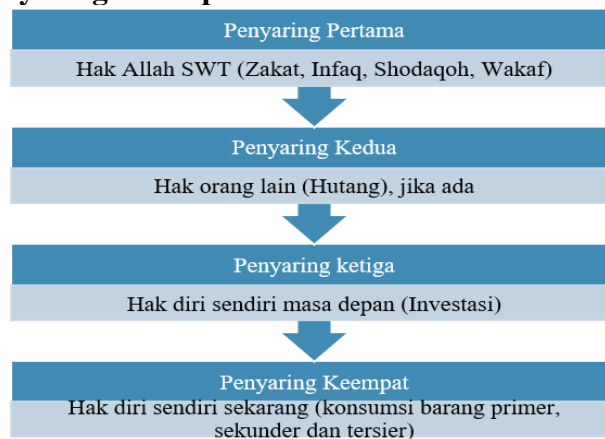 Penyaring Pertama
Hak Allah SWT (Zakat, Infaq, Shodaqoh, Wakaf)
Penyaring Kedua
Hak orang lain (Hutang), jika ada
Penyaring ketiga
Hak diri sendiri masa depan (Investasi)
Penyaring Keempat
Hak diri sendiri sekarang (konsumsi barang primer,
sekunder dan tersier)